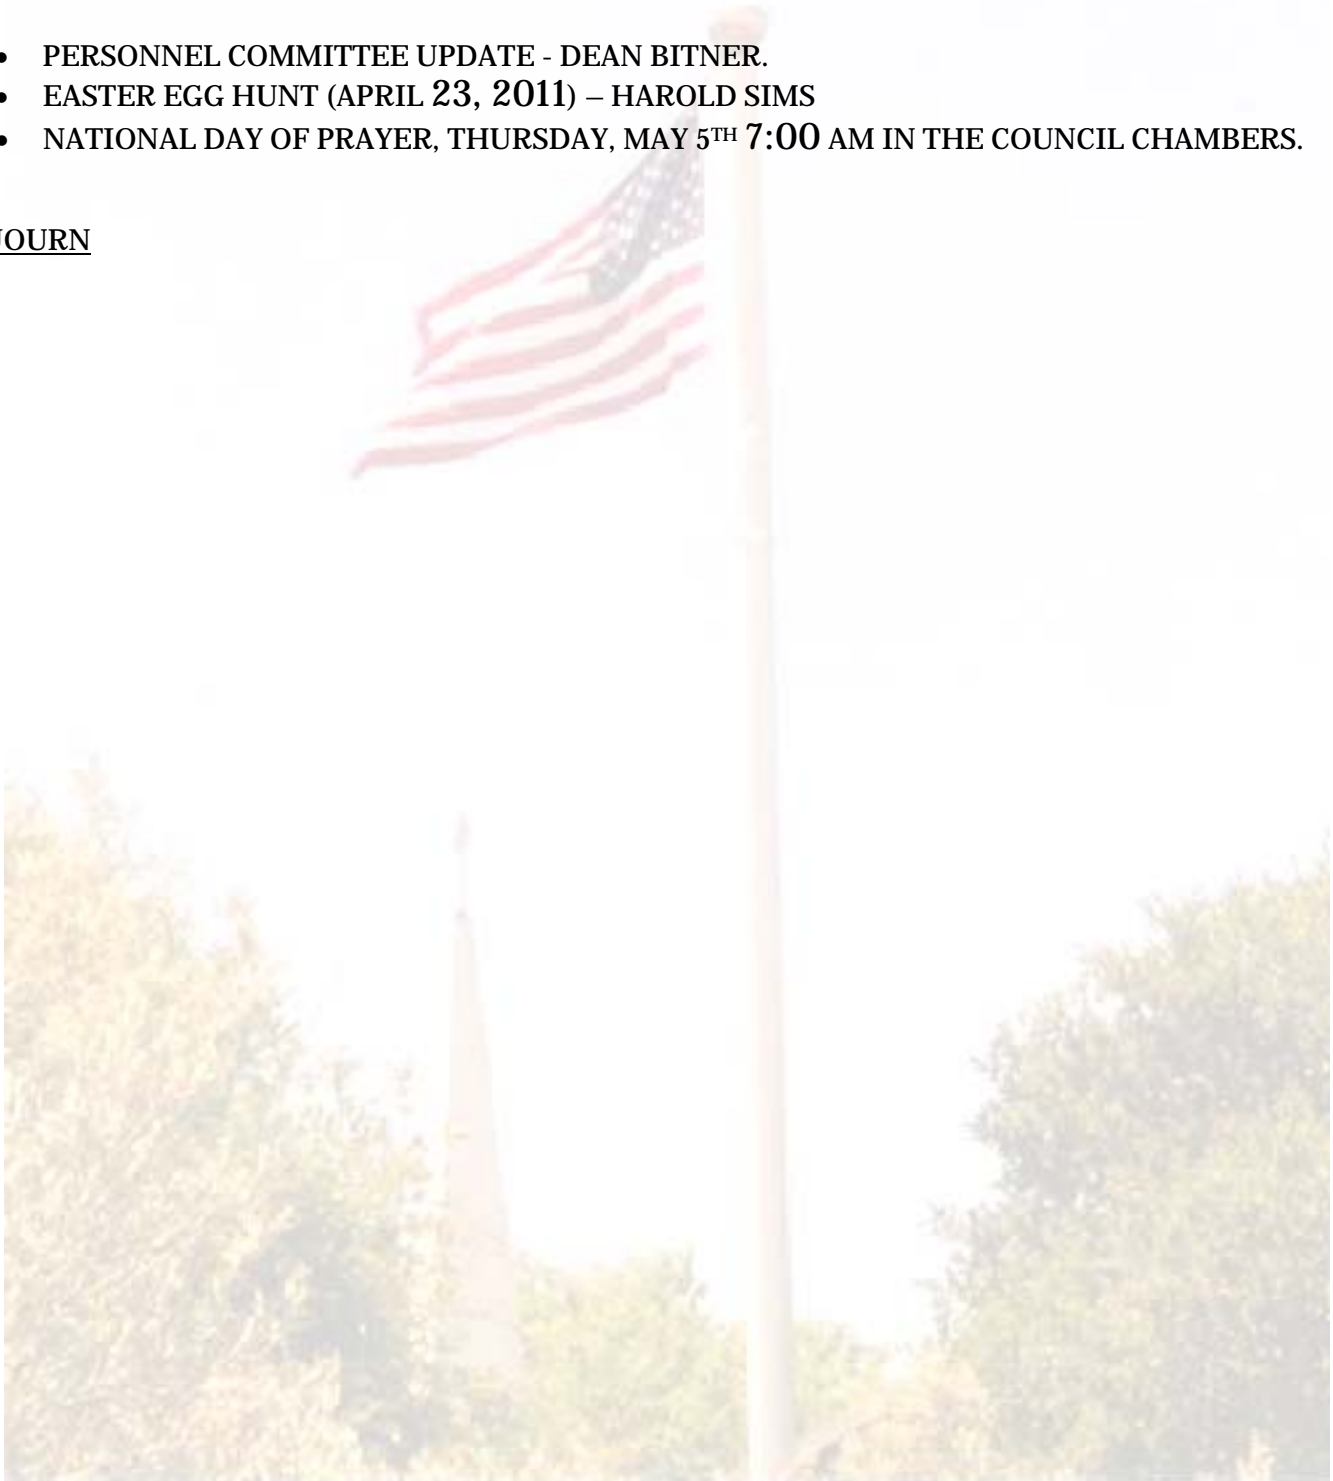 • PERSONNEL COMMITTEE UPDATE - DEAN BITNER.
• EASTER EGG HUNT (APRIL 23, 2011) – HAROLD SIMS
• NATIONAL DAY OF PRAYER, THURSDAY, MAY 5TH 7:00 AM IN THE COUNCIL CHAMBERS.
JOURN